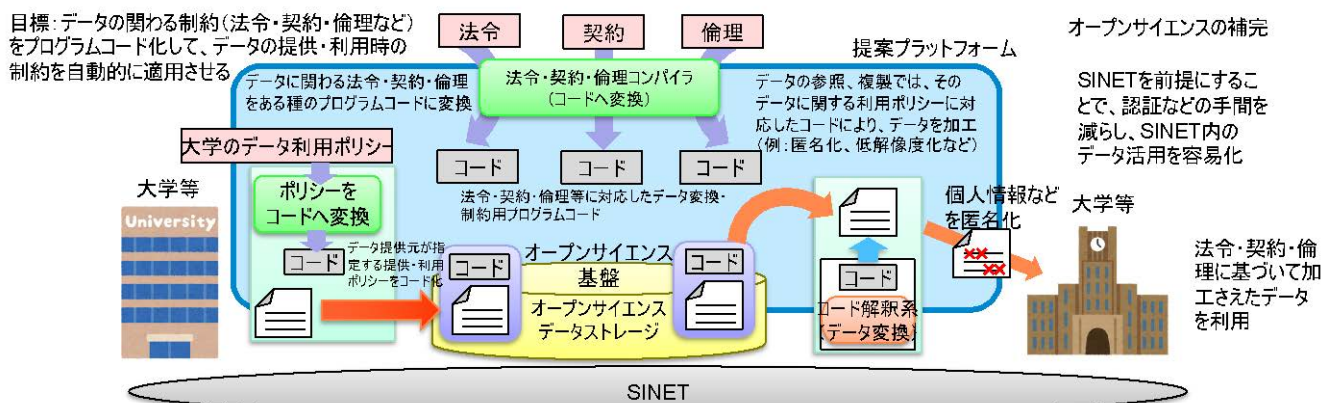 目標:データの関わる制約(法令・契約・倫理など)
をプログラムコード化して、データの提供・利用時の
制約を自動的に適用させる
法令
契約
倫理
提案プラットフォーム
オープンサイエンスの補完
データに関わる法令・契約・倫理
をある種のプログラムコードに変換
法令・契約・倫理コンパイラ
(コードへ変換)
データの参照、複製では、その
データに関する利用ポリシーに対
応したコードにより、データを加工
(例:匿名化、低解像度化など)
SINETを前提にするこ
とで、認証などの手間を
減らし、SINET内の
データ活用を容易化
大学のデータ利用ポリシー
コード
コード
コード
法令・契約・倫理等に対応したデータ変換・
制約用プログラムコード
大学等
University
ポリシーを
コードへ変換
コード
データ提供元が指
定する提供・利用
ポリシーをコード化
コード
オープンサイエンス
基盤
オープンサイエンス
データストレージ
コード
コード
コード解釈系
(データ変換)
個人情報など
を匿名化
大学等
法令・契約・倫
理に基づいて加
工さえたデータ
を利用
SINET